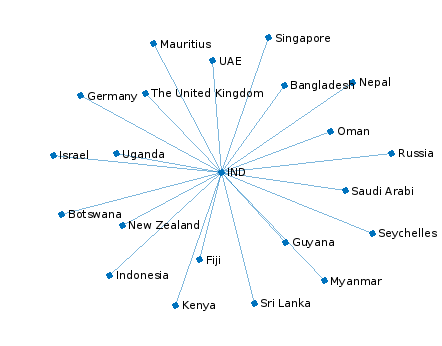 Singapore
Mauritius
UAE
Nepal
Bangladesh
The United Kingdom
Germany
Oman
Russia
Uganda
Israel
IND
Saudi Arabi
Botswana
New Zealand
Seychelles
Guyana
Fiji
Indonesia
Myanmar
Sri Lanka
Kenya